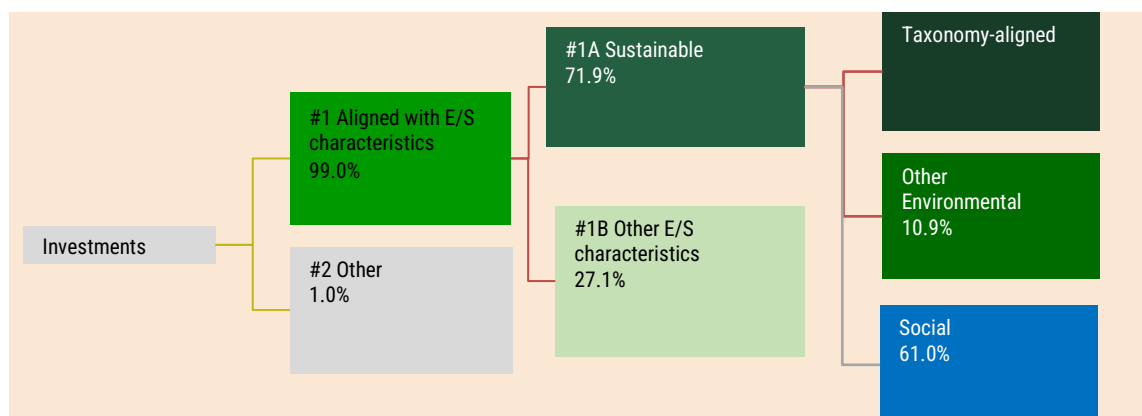 Investments
#1 Aligned with E/S
characteristics
99.0%
#2 Other
1.0%
#1A Sustainable
71.9%
#1B Other E/S
characteristics
27.1%
Taxonomy-aligned
Other
Environmental
10.9%
Social
61.0%